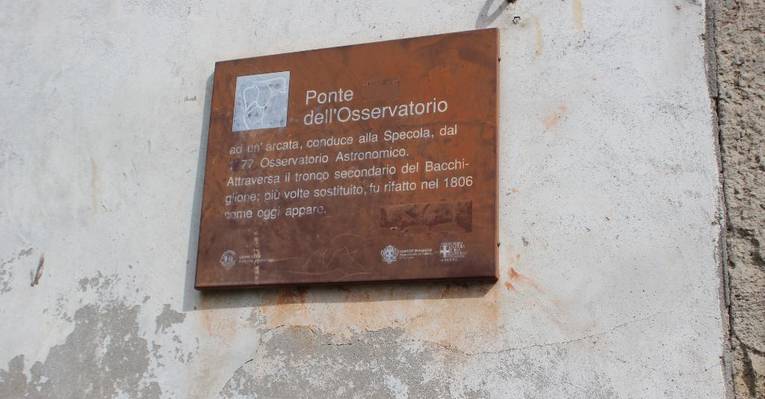 Ponte
dell'Osservatorio
ad un'arcata, conduce alla Specola, dal
Osservatorio Astronomico.
Attraversa il tronco secondario del Bacchi-
glione; più volte sostituito, fu rifatto nel 1806
come oggi appare.